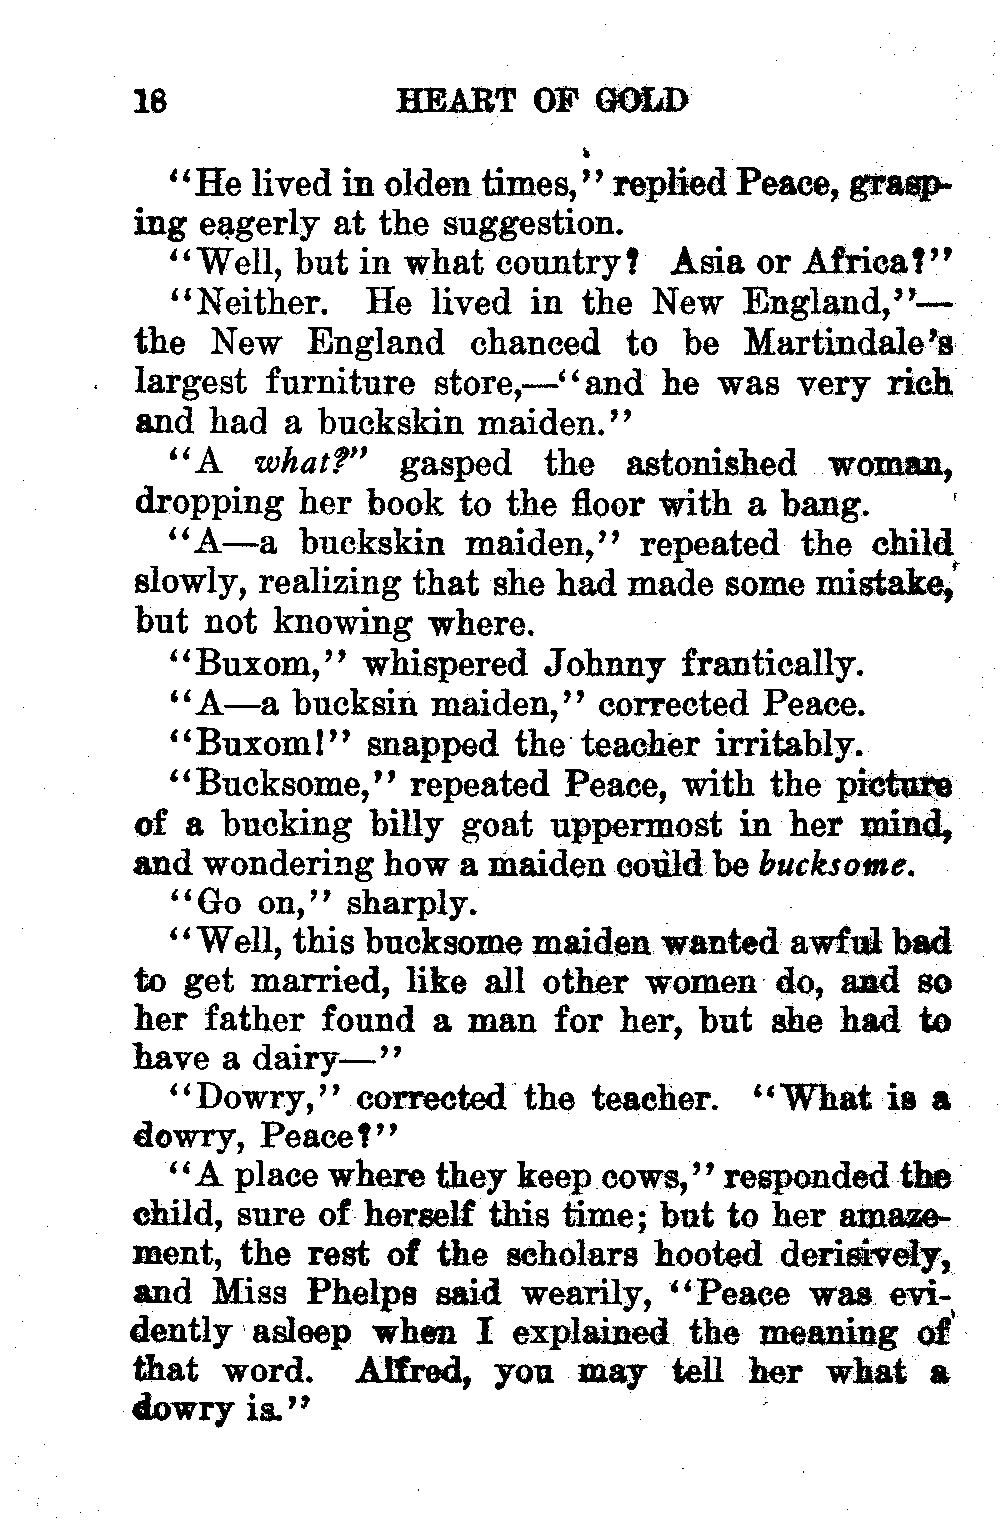 16 HEART OF GOLD
"He lived in olden times," replied Peace, grasp-
ing eagerly at the suggestion.
"Well, but in what country? Asia or Africa?"
"Neither. He lived in the New England,"—
the New England chanced to be Martindale's
largest furniture store,—"and he was very rich
and had a buckskin maiden."
"A what?" gasped the astonished woman,
dropping her book to the floor with a bang.
"A—a buckskin maiden," repeated the child
slowly, realizing that she had made some mistake,
but not knowing where.
"Buxom," whispered Johnny frantically.
"A—a bucksin maiden," corrected Peace.
"Buxom!" snapped the teacher irritably.
"Bucksome," repeated Peace, with the picture
of a bucking billy goat uppermost in her mind,
and wondering how a maiden could be bucksome.
"Go on," sharply.
"Well, this bucksome maiden wanted awful bad
to get married, like all other women do, and so
her father found a man for her, but she had to
have a dairy—"
"Dowry," corrected the teacher. "What is a
dowry, Peace?"
"A place where they keep cows," responded the
child, sure of herself this time; but to her amaze-
ment, the rest of the scholars hooted derisively,
and Miss Phelps said wearily, "Peace was evi-
dently asleep when I explained the meaning of
that word. Alfred, you may tell her what a
dowry is."